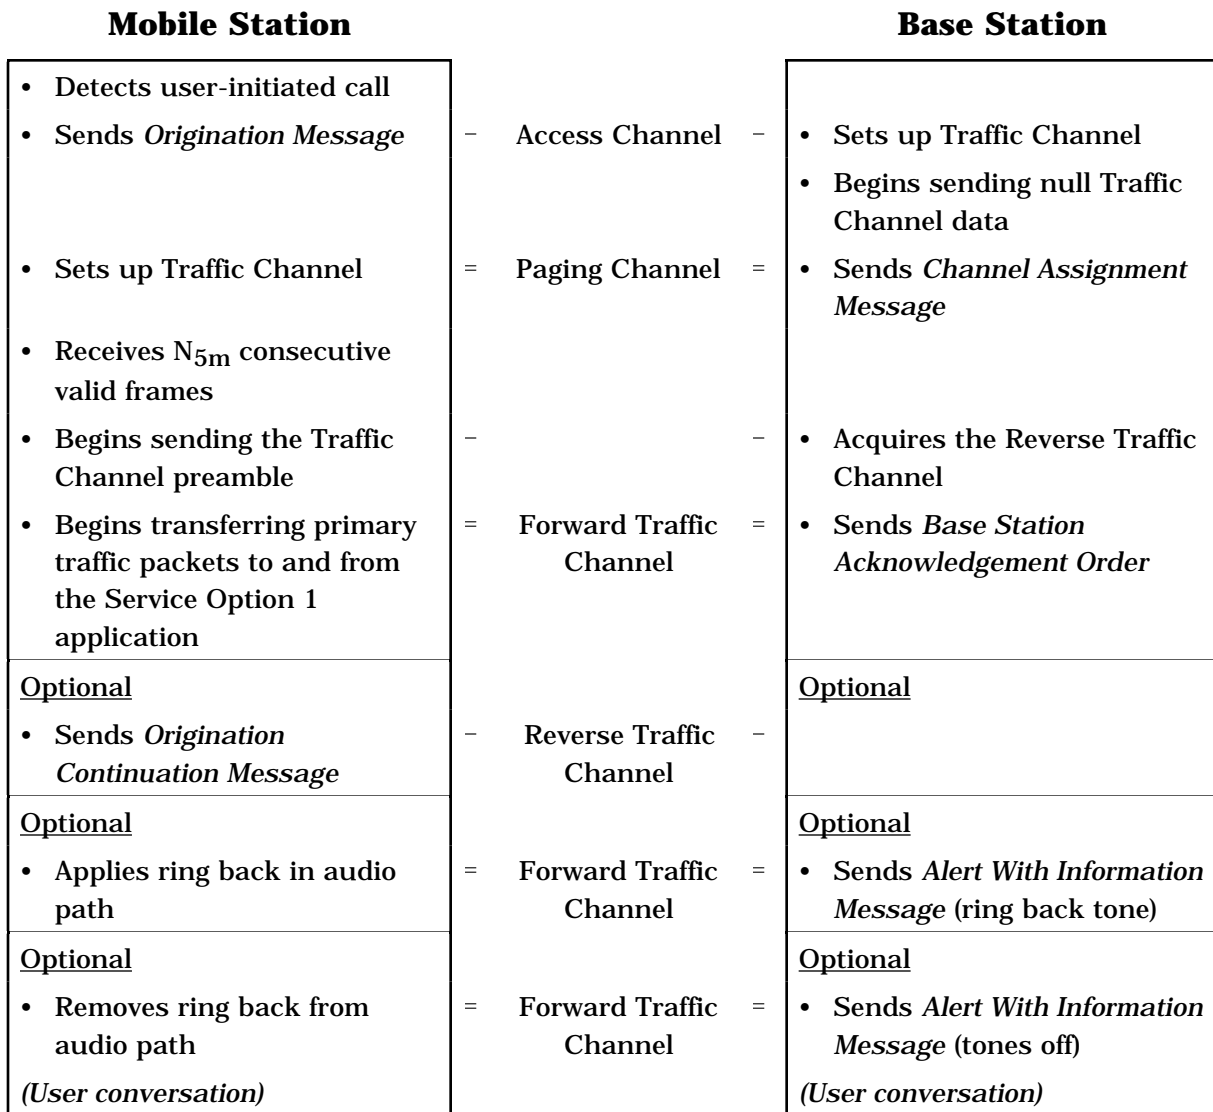 Mobile Station Base Station
• Detects user-initiated call
• Sends Origination Message – Access Channel – • Sets up Traffic Channel
• Begins sending null Traffic
Channel data
• Sets up Traffic Channel = Paging Channel = • Sends Channel Assignment
Message
• Receives N5m consecutive
valid frames
• Begins sending the Traffic – – • Acquires the Reverse Traffic
Channel preamble Channel
• Begins transferring primary = Forward Traffic = • Sends Base Station
traffic packets to and from Channel Acknowledgement Order
the Service Option 1
application
Optional Optional
• Sends Origination – Reverse Traffic –
Continuation Message Channel
Optional Optional
• Applies ring back in audio = Forward Traffic = • Sends Alert With Information
path Channel Message (ring back tone)
Optional Optional
• Removes ring back from = Forward Traffic = • Sends Alert With Information
audio path Channel Message (tones off)
(User conversation) (User conversation)